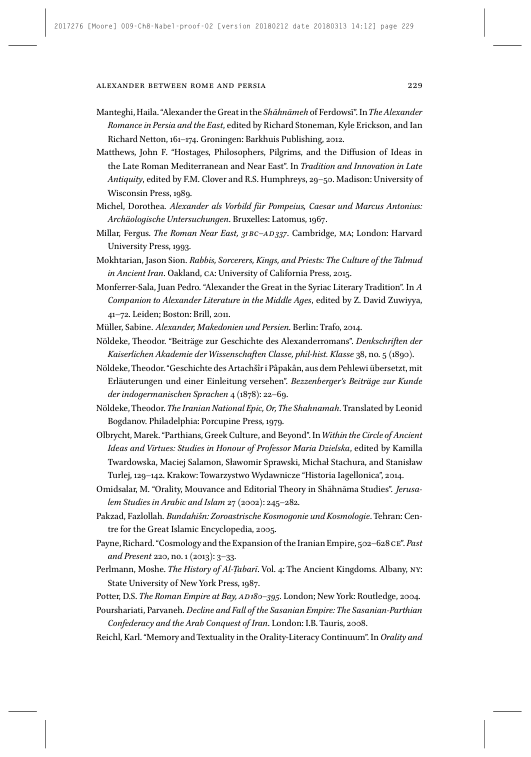 2017276 [Moore] 009-Ch8-Nabel-proof-02 [version 20180212 date 20180313 14:12] page 229
ALEXANDER BETWEEN ROME AND PERSIA 229
Manteghi, Haila. “Alexander the Great in the Shāhnāmeh of Ferdowsī”. In The Alexander
Romance in Persia and the East, edited by Richard Stoneman, Kyle Erickson, and Ian
Richard Netton, 161–174. Groningen: Barkhuis Publishing, 2012.
Matthews, John F. “Hostages, Philosophers, Pilgrims, and the Diffusion of Ideas in
the Late Roman Mediterranean and Near East”. In Tradition and Innovation in Late
Antiquity, edited by F.M. Clover and R.S. Humphreys, 29–50. Madison: University of
Wisconsin Press, 1989.
Michel, Dorothea. Alexander als Vorbild für Pompeius, Caesar und Marcus Antonius:
Archäologische Untersuchungen. Bruxelles: Latomus, 1967.
Millar, Fergus. The Roman Near East, 31 BC–AD 337. Cambridge, MA; London: Harvard
University Press, 1993.
Mokhtarian, Jason Sion. Rabbis, Sorcerers, Kings, and Priests: The Culture of the Talmud
in Ancient Iran. Oakland, CA: University of California Press, 2015.
Monferrer-Sala, Juan Pedro. “Alexander the Great in the Syriac Literary Tradition”. In A
Companion to Alexander Literature in the Middle Ages, edited by Z. David Zuwiyya,
41–72. Leiden; Boston: Brill, 2011.
Müller, Sabine. Alexander, Makedonien und Persien. Berlin: Trafo, 2014.
Nöldeke, Theodor. “Beiträge zur Geschichte des Alexanderromans”. Denkschriften der
Kaiserlichen Akademie der Wissenschaften Classe, phil-hist. Klasse 38, no. 5 (1890).
Nöldeke, Theodor. “Geschichte des Artachšîr i Pâpakân, aus dem Pehlewi übersetzt, mit
Erläuterungen und einer Einleitung versehen”. Bezzenberger’s Beiträge zur Kunde
der indogermanischen Sprachen 4 (1878): 22–69.
Nöldeke, Theodor. The Iranian National Epic, Or, The Shahnamah. Translated by Leonid
Bogdanov. Philadelphia: Porcupine Press, 1979.
Olbrycht, Marek. “Parthians, Greek Culture, and Beyond”. In Within the Circle of Ancient
Ideas and Virtues: Studies in Honour of Professor Maria Dzielska, edited by Kamilla
Twardowska, Maciej Salamon, Sławomir Sprawski, Michał Stachura, and Stanisław
Turlej, 129–142. Krakow: Towarzystwo Wydawnicze “Historia Iagellonica”, 2014.
Omidsalar, M. “Orality, Mouvance and Editorial Theory in Shāhnāma Studies”. Jerusa-
lem Studies in Arabic and Islam 27 (2002): 245–282.
Pakzad, Fazlollah. Bundahišn: Zoroastrische Kosmogonie und Kosmologie. Tehran: Cen-
tre for the Great Islamic Encyclopedia, 2005.
Payne, Richard. “Cosmology and the Expansion of the Iranian Empire, 502–628 CE”. Past
and Present 220, no. 1 (2013): 3–33.
Perlmann, Moshe. The History of Al-Ṭabarī. Vol. 4: The Ancient Kingdoms. Albany, NY:
State University of New York Press, 1987.
Potter, D.S. The Roman Empire at Bay, AD 180–395. London; New York: Routledge, 2004.
Pourshariati, Parvaneh. Decline and Fall of the Sasanian Empire: The Sasanian-Parthian
Confederacy and the Arab Conquest of Iran. London: I.B. Tauris, 2008.
Reichl, Karl. “Memory and Textuality in the Orality-Literacy Continuum”. In Orality and